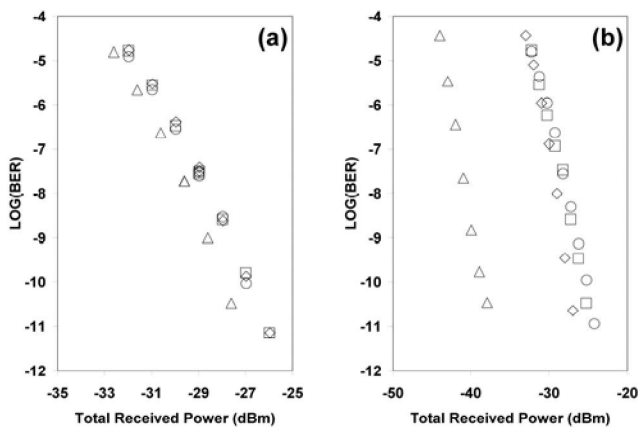 (a)
-4
-5
-6
-7
-8
-9
-10
-11
-12
LOG(BER)
-35 -33 -31 -29 -27 -25
Total Received Power (dBm)
(b)
-4
-5
-6
-7
-8
-9
-10
-11
-12
LOG(BER)
-50 -40 -30 -20
Total Received Power (dBm)